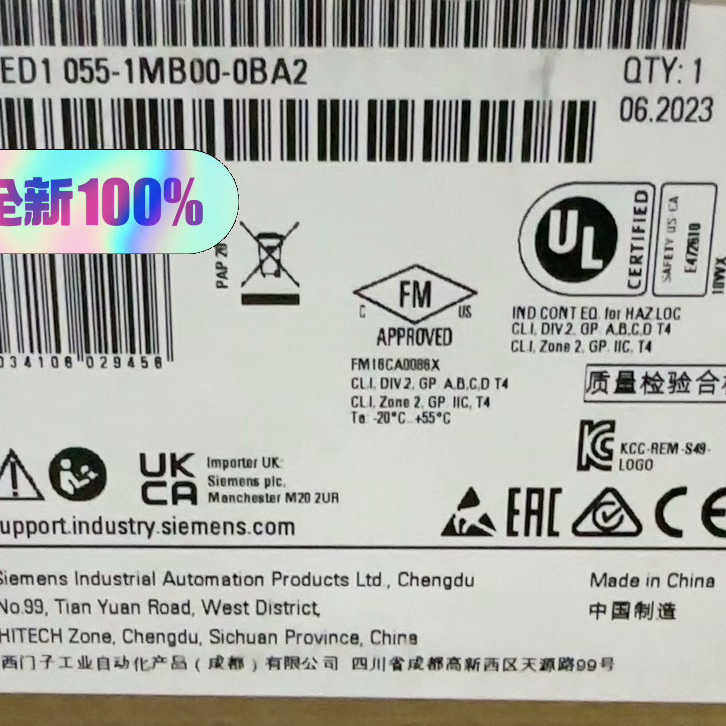 ED1 055-1MB00-0BA2
QTY: 1
06.2023
全新100%
PAP 20
UL
CERTIFIED
SAFETY US-CA
E472610
10WX
C FM US
APPROVED
IND CONT EQ. for HAZ LOC
CL I, DIV 2, GP A,B,C,D T4
CL I, Zone 2, GP. IIC, T4
034106 029456
FM16CA0086X
CL I, DIV 2, GP A,B,C,D T4
CL I, Zone 2, GP. IIC, T4
Ta: -20°C...+55°C
质量检验合格
KCC-REM-S49-
LOGO
UK
CA
Importer UK:
Siemens plc,
Manchester M20 2UR
upport.industry.siemens.com
EAC
CE
Siemens Industrial Automation Products Ltd., Chengdu
No.99, Tian Yuan Road, West District,
HITECH Zone, Chengdu, Sichuan Province, China
Made in China
中国制造
西门子工业自动化产品(成都)有限公司 四川省成都高新西区天源路99号